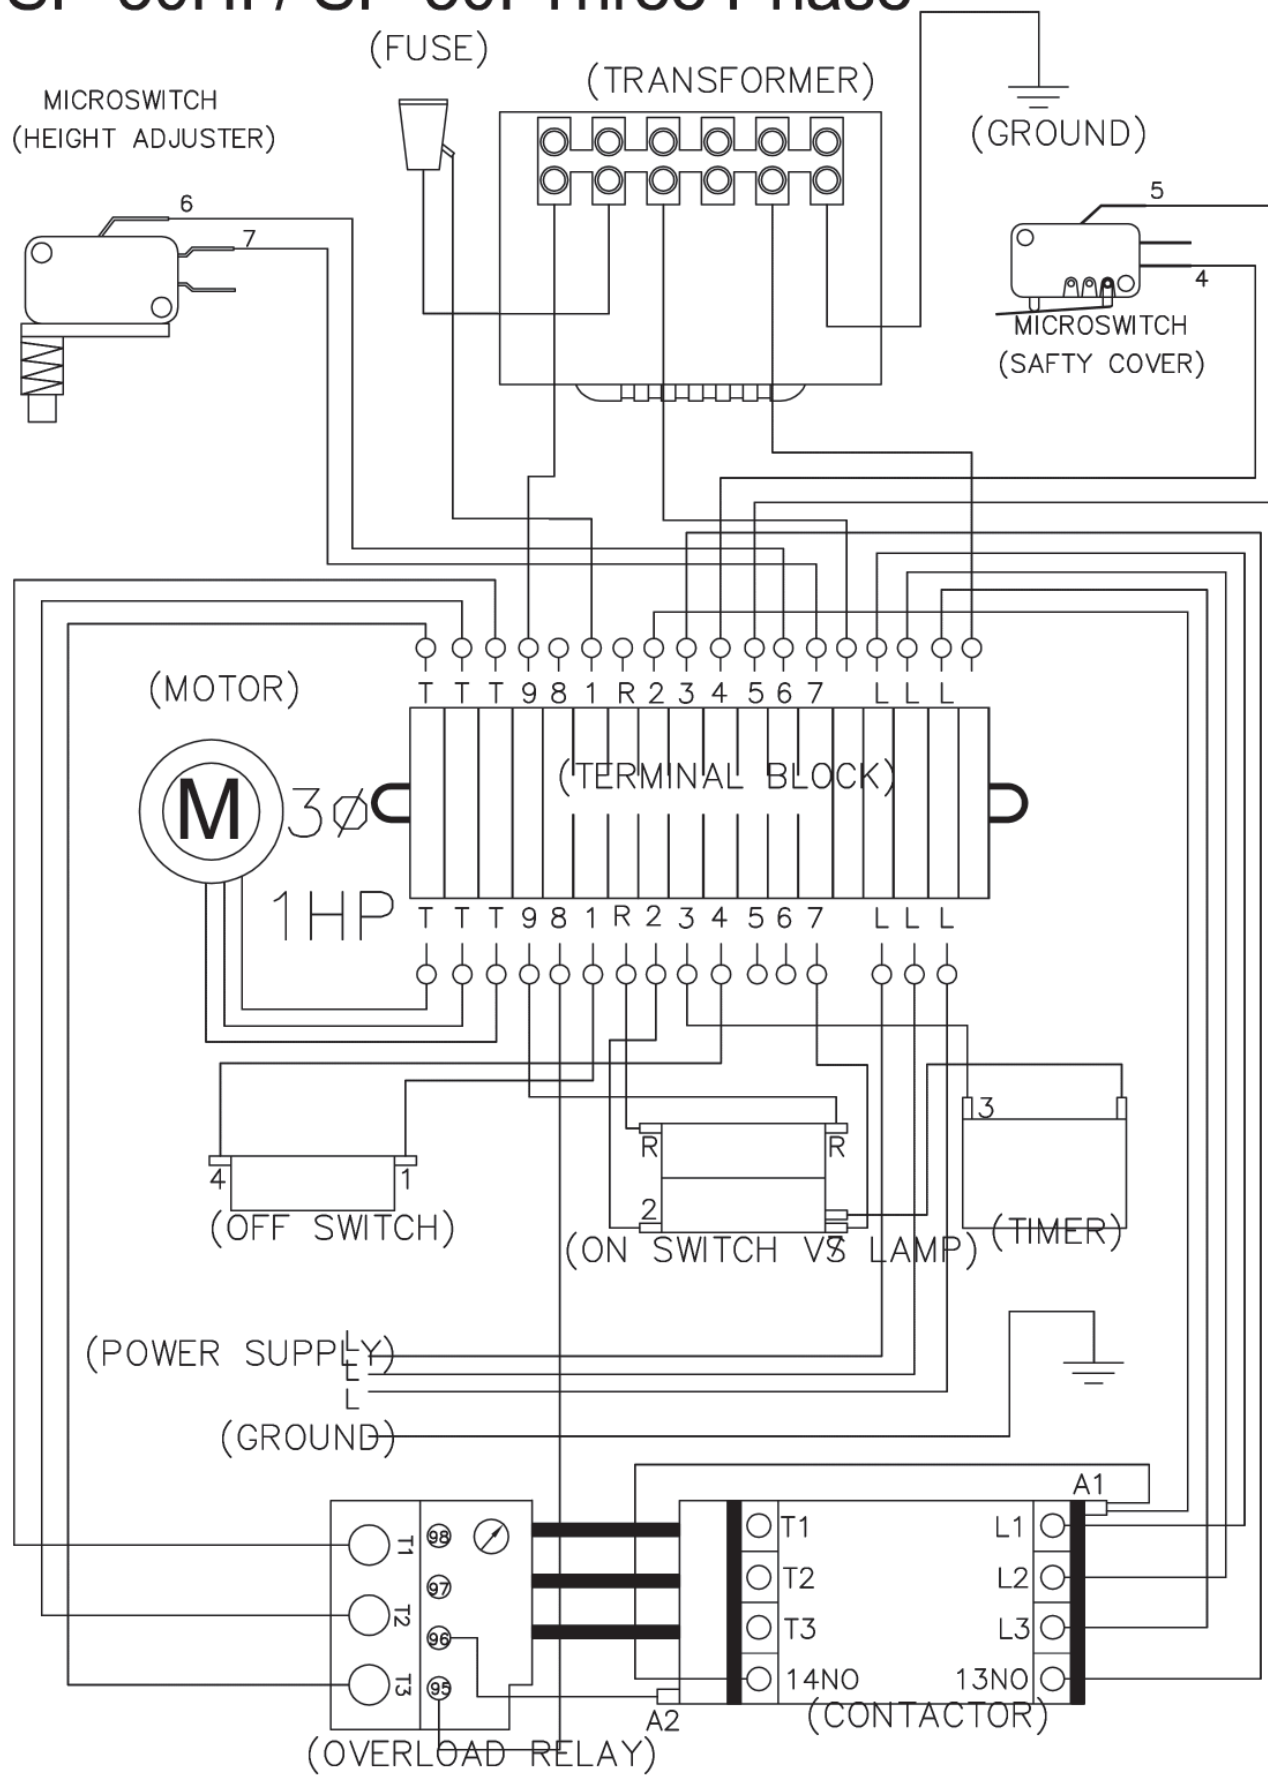 (FUSE)
(TRANSFORMER)
MICROSWITCH
(HEIGHT ADJUSTER)
(GROUND)
6
7
5
4
MICROSWITCH
(SAFTY COVER)
(MOTOR)
T T T 9 8 1 R 2 3 4 5 6 7 L L L
(TERMINAL BLOCK)
M 3Ø
1HP
T T T 9 8 1 R 2 3 4 5 6 7 L L L
3
R R
4 1
2
7
(OFF SWITCH)
(ON SWITCH VS LAMP)
(TIMER)
(POWER SUPPLY)
L
L
L
(GROUND)
A1
T1 98 T1 L1
97 T2 L2
T2 96 T3 L3
T3 95 14NO 13NO
A2
(CONTACTOR)
(OVERLOAD RELAY)